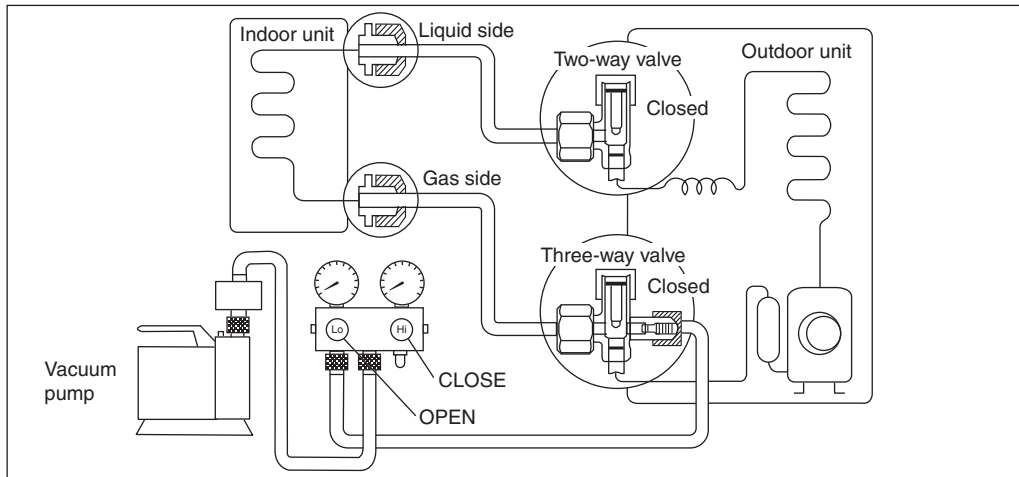 Indoor unit
Liquid side
Two-way valve
Closed
Outdoor unit
Gas side
Three-way valve
Closed
Lo
Hi
Vacuum
pump
CLOSE
OPEN